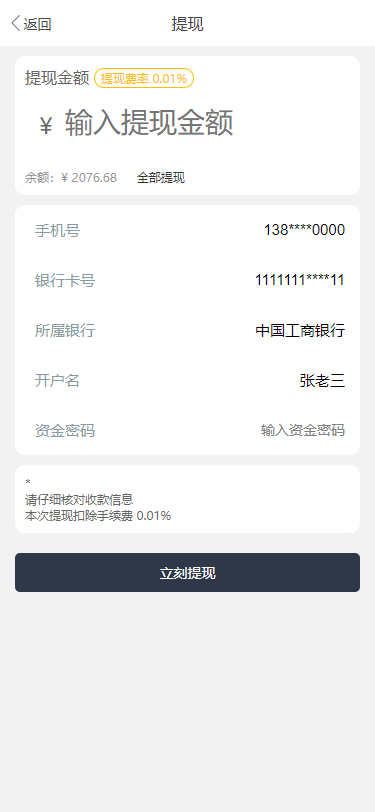 返回
提现
提现金额 提现费率 0.01%
¥ 输入提现金额
余额：¥ 2076.68 全部提现
手机号 138****0000
银行卡号 1111111****11
所属银行 中国工商银行
开户名 张老三
资金密码 输入资金密码
*
请仔细核对收款信息
本次提现扣除手续费 0.01%
立刻提现